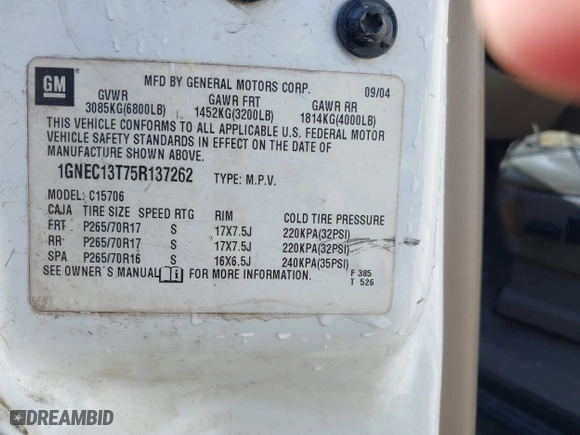 GM
MFD BY GENERAL MOTORS CORP. 09/04
GVWR GAWR FRT GAWR RR
3085KG(6800LB) 1452KG(3200LB) 1814KG(4000LB)
THIS VEHICLE CONFORMS TO ALL APPLICABLE U.S. FEDERAL MOTOR
VEHICLE SAFETY STANDARDS IN EFFECT ON THE DATE OF
MANUFACTURE SHOWN ABOVE.
1GNEC13T75R137262 TYPE: M.P.V.
MODEL: C15706
CAJA TIRE SIZE SPEED RTG RIM COLD TIRE PRESSURE
FRT P265/70R17 S 17X7.5J 220KPA(32PSI)
RR P265/70R17 S 17X7.5J 220KPA(32PSI)
SPA P265/70R16 S 16X6.5J 240KPA(35PSI)
SEE OWNER'S MANUAL i FOR MORE INFORMATION.
F 385
T 526
DREAMBID